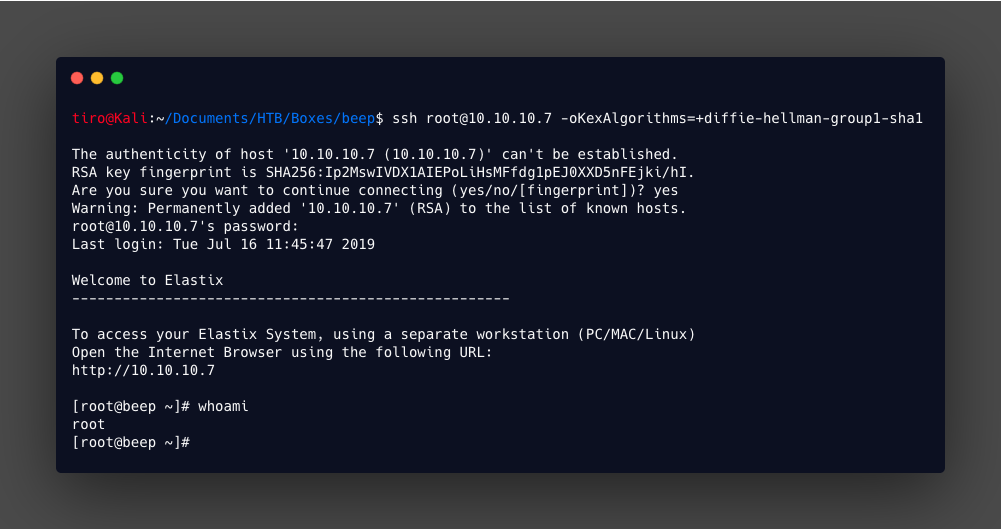 tiro@Kali:~/Documents/HTB/Boxes/beep$ ssh root@10.10.10.7 -oKexAlgorithms=+diffie-hellman-group1-sha1
The authenticity of host '10.10.10.7 (10.10.10.7)' can't be established.
RSA key fingerprint is SHA256:Ip2MswIVDX1AIEPoLiHsMFfdg1pEJ0XXD5nFEjki/hI.
Are you sure you want to continue connecting (yes/no/[fingerprint])? yes
Warning: Permanently added '10.10.10.7' (RSA) to the list of known hosts.
root@10.10.10.7's password:
Last login: Tue Jul 16 11:45:47 2019
Welcome to Elastix
----------------------------------------------------
To access your Elastix System, using a separate workstation (PC/MAC/Linux)
Open the Internet Browser using the following URL:
http://10.10.10.7
[root@beep ~]# whoami
root
[root@beep ~]#